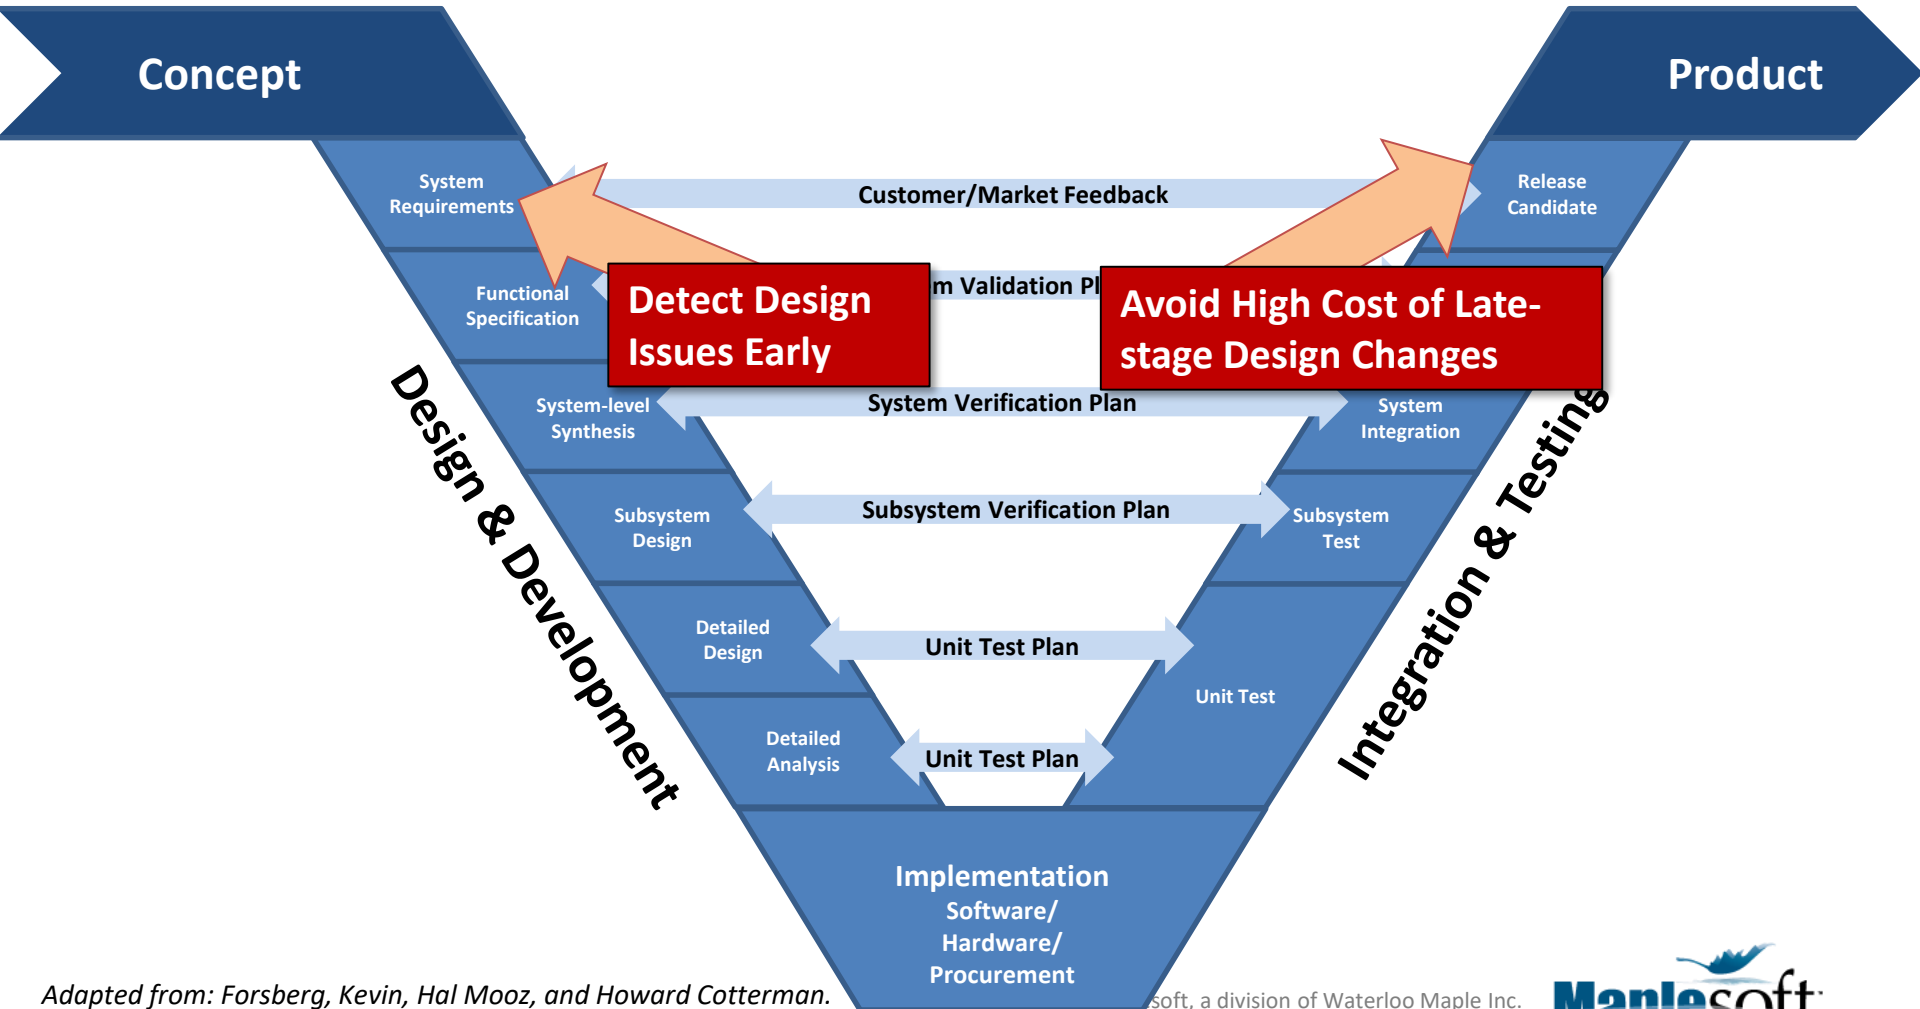 Concept
Product
System
Requirements
Customer/Market Feedback
Release
Candidate
Functional
Specification
Detect Design
Issues Early
Validation
Avoid High Cost of Late-
stage Design Changes
System-level
Synthesis
System Verification Plan
System
Integration
Design & Development
Integration & Testing
Subsystem
Design
Subsystem Verification Plan
Subsystem
Test
Detailed
Design
Unit Test Plan
Unit Test
Detailed
Analysis
Unit Test Plan
Implementation
Software/
Hardware/
Procurement
Adapted from: Forsberg, Kevin, Hal Mooz, and Howard Cotterman.
soft, a division of Waterloo Maple Inc.
Maplesoft